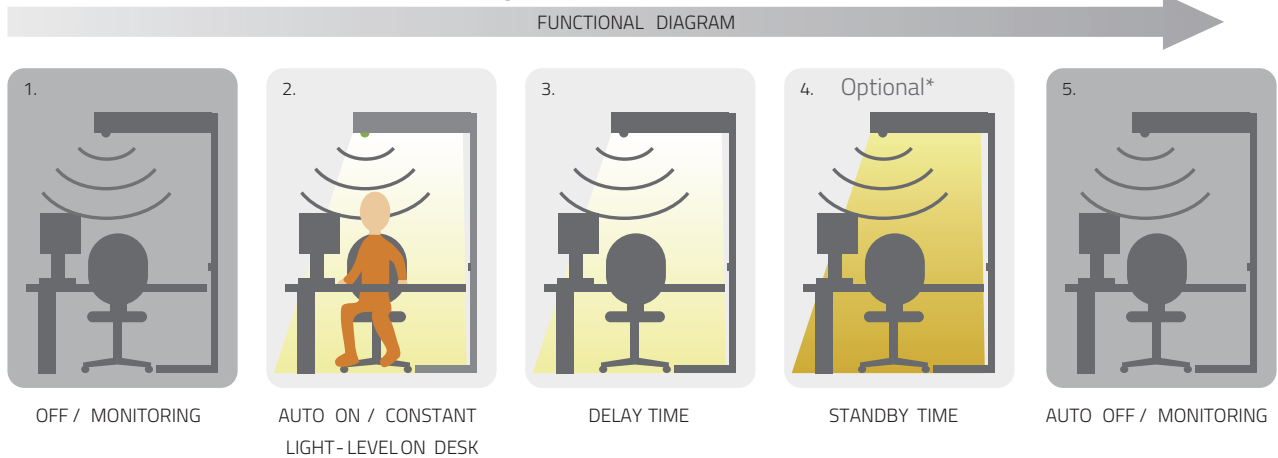 FUNCTIONAL DIAGRAM
1.
2.
3.
4. Optional*
5.
OFF / MONITORING
AUTO ON / CONSTANT
LIGHT-LEVEL ON DESK
DELAY TIME
STANDBY TIME
AUTO OFF / MONITORING